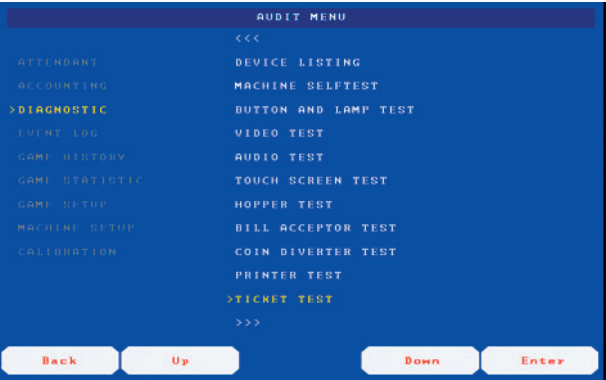 AUDIT MENU
<<<
ATTENDANT
ACCOUNTING
>DIAGNOSTIC
EVENT LOG
GAME HISTORY
GAME STATISTIC
GAME SETUP
MACHINE SETUP
CALIBRATION
DEVICE LISTING
MACHINE SELFTEST
BUTTON AND LAMP TEST
VIDEO TEST
AUDIO TEST
TOUCH SCREEN TEST
HOPPER TEST
BILL ACCEPTOR TEST
COIN DIVERTER TEST
PRINTER TEST
>TICKET TEST
>>>
Back
Up
Down
Enter